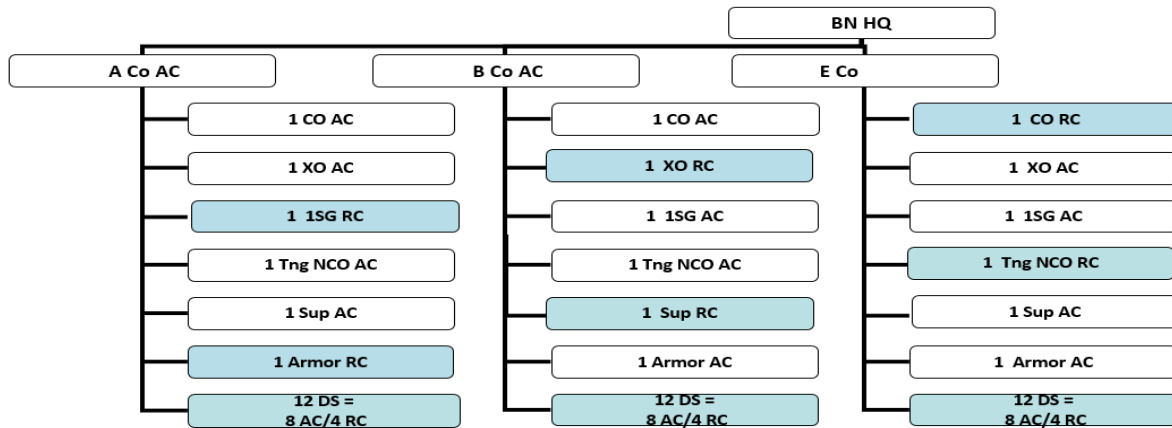 BN HQ
A Co AC
B Co AC
E Co
1 CO AC
1 XO AC
1 1SG RC
1 Tng NCO AC
1 Sup AC
1 Armor RC
12 DS =
8 AC/4 RC
1 CO AC
1 XO RC
1 1SG AC
1 Tng NCO AC
1 Sup RC
1 Armor AC
12 DS =
8 AC/4 RC
1 CO RC
1 XO AC
1 1SG AC
1 Tng NCO RC
1 Sup AC
1 Armor AC
12 DS =
8 AC/4 RC